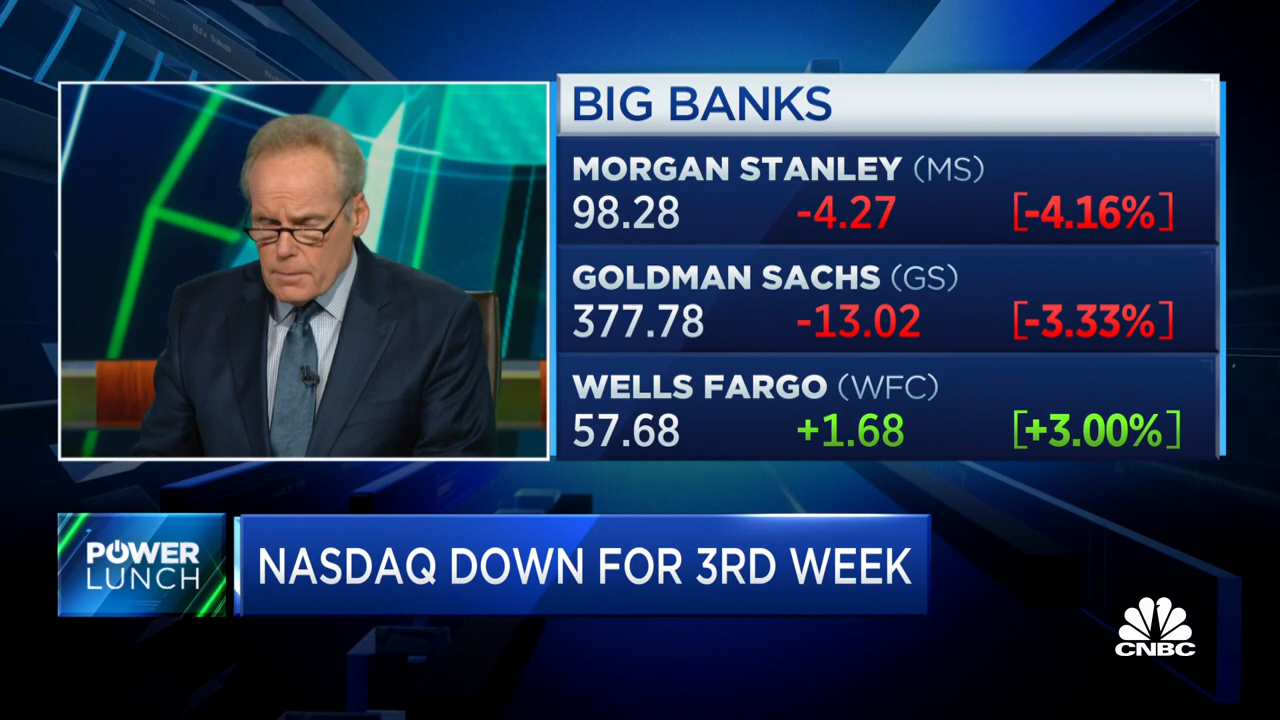 BIG BANKS
MORGAN STANLEY (MS)
98.28 -4.27 [-4.16%]
GOLDMAN SACHS (GS)
377.78 -13.02 [-3.33%]
WELLS FARGO (WFC)
57.68 +1.68 [+3.00%]
POWER
LUNCH
NASDAQ DOWN FOR 3RD WEEK
CNBC